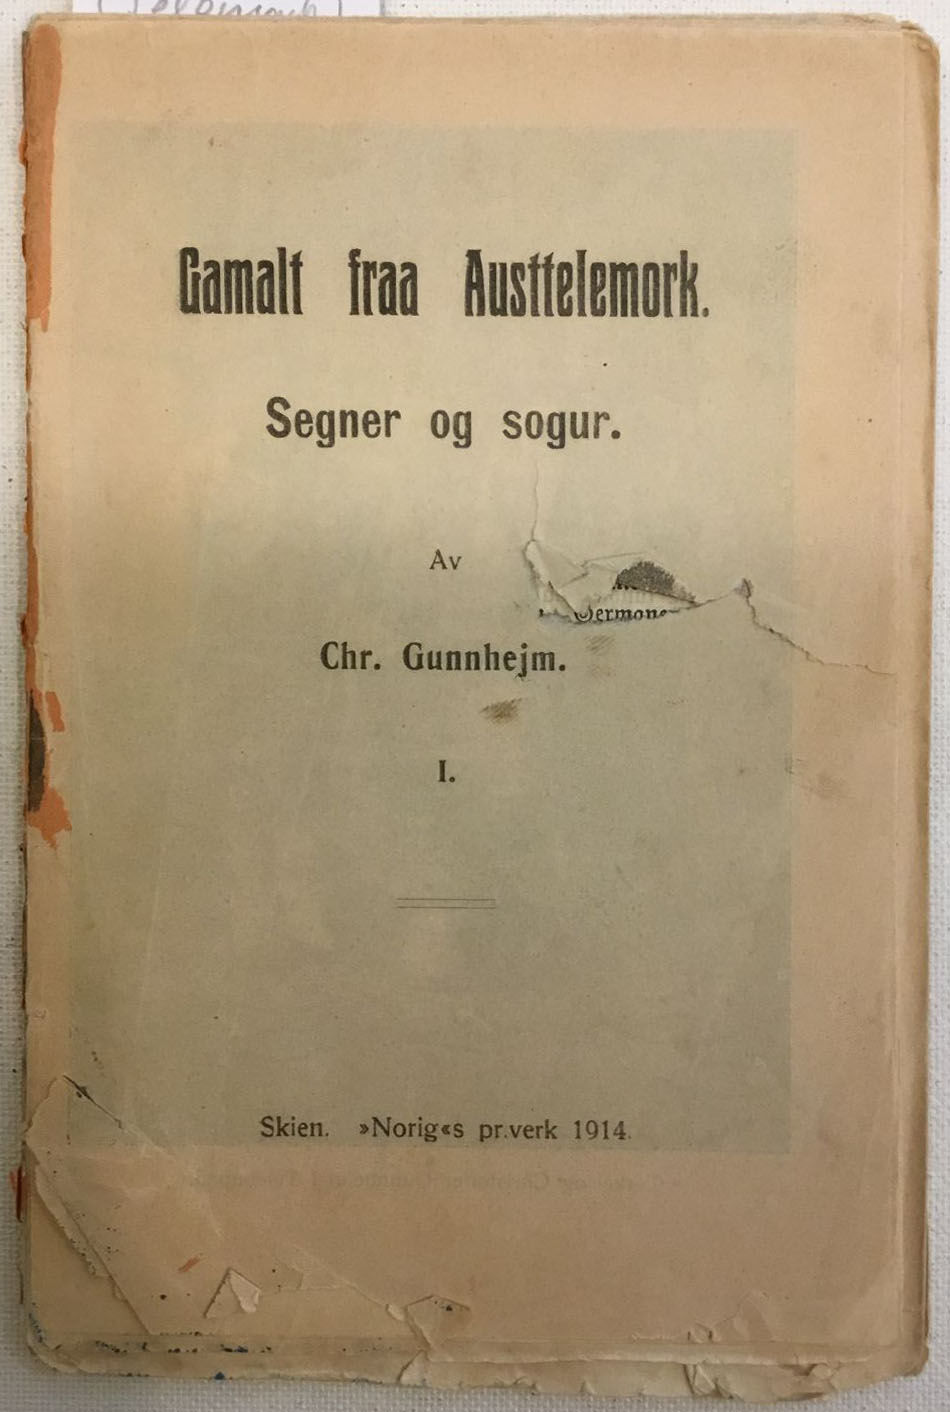 Gamalt fraa Austtelemork.
Segner og sogur.
Av
Chr. Gunnhejm.
I.
Skien. »Norig«s pr.verk 1914.